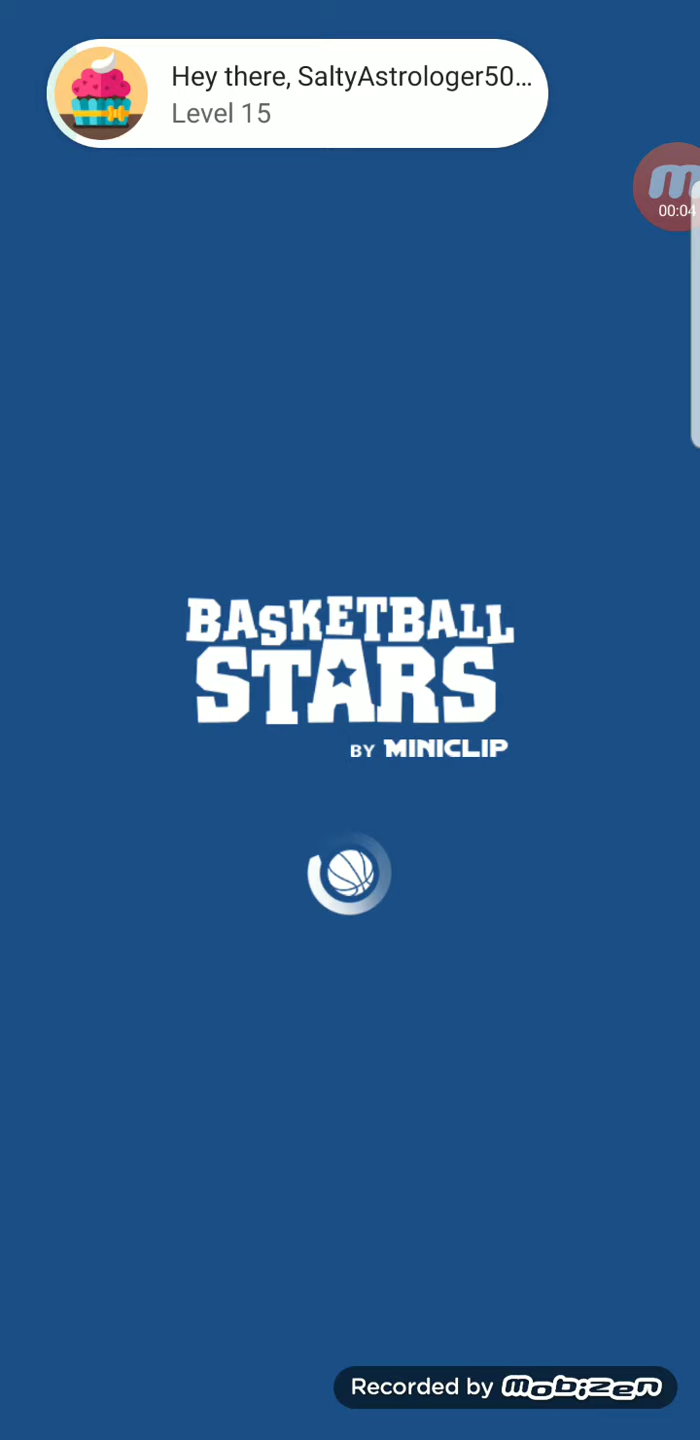 Hey there, SaltyAstrologer50...
Level 15
m
00:04
BASKETBALL
STARS
BY MINICLIP
Recorded by mobizen